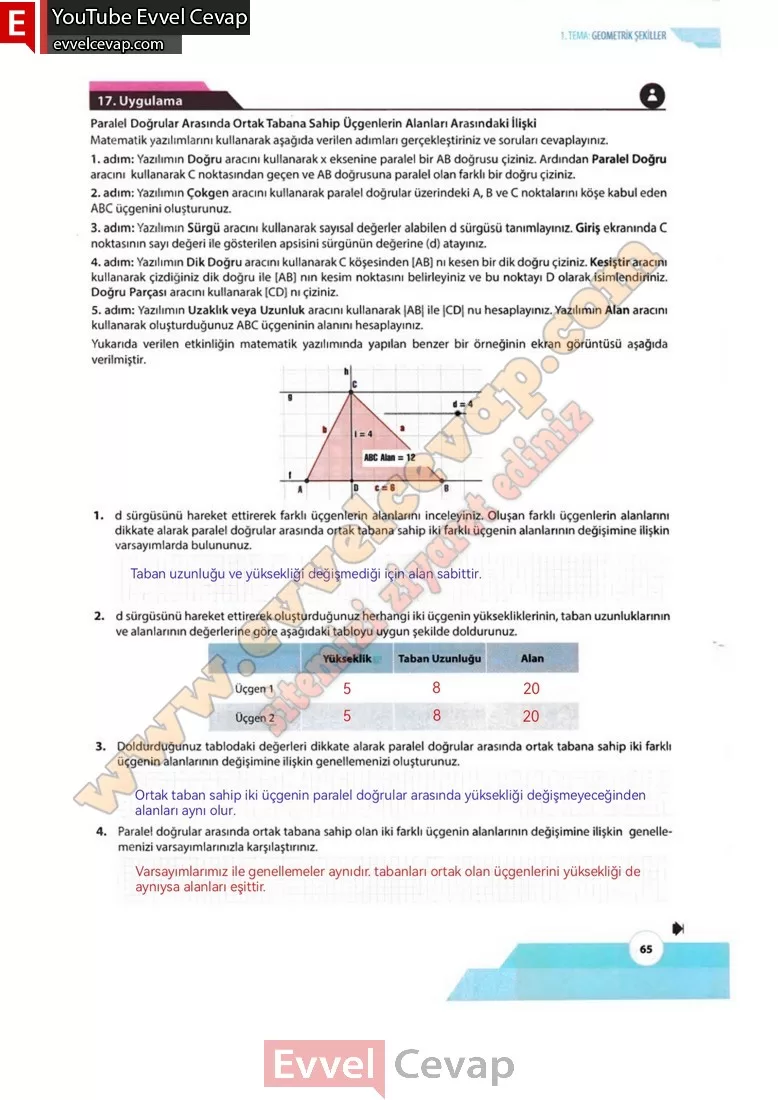 E YouTube Evvel Cevap
evvelcevap.com
1. TEMA: GEOMETRİK ŞEKİLLER
17. Uygulama
Paralel Doğrular Arasında Ortak Tabana Sahip Üçgenlerin Alanları Arasındaki İlişki
Matematik yazılımlarını kullanarak aşağıda verilen adımları gerçekleştiriniz ve soruları cevaplayınız.
1. adım: Yazılımın Doğru aracını kullanarak x eksenine paralel bir AB doğrusu çiziniz. Ardından Paralel Doğru
aracını kullanarak C noktasından geçen ve AB doğrusuna paralel olan farklı bir doğru çiziniz.
2. adım: Yazılımın Çokgen aracını kullanarak paralel doğrular üzerindeki A, B ve C noktalarını köşe kabul eden
ABC üçgenini oluşturunuz.
3. adım: Yazılımın Sürgü aracını kullanarak sayısal değerler alabilen d sürgüsü tanımlayınız. Giriş ekranında C
noktasının sayı değeri ile gösterilen apsisini sürgünün değerine (d) atayınız.
4. adım: Yazılımın Dik Doğru aracını kullanarak C köşesinden [AB] nı kesen bir dik doğru çiziniz. Kesiştir aracını
kullanarak çizdiğiniz dik doğru ile [AB] nın kesim noktasını belirleyiniz ve bu noktayı D olarak isimlendiriniz.
Doğru Parçası aracını kullanarak [CD] nı çiziniz.
5. adım: Yazılımın Uzaklık veya Uzunluk aracını kullanarak |AB| ile |CD| nu hesaplayınız. Yazılımın Alan aracını
kullanarak oluşturduğunuz ABC üçgeninin alanını hesaplayınız.
Yukarıda verilen etkinliğin matematik yazılımında yapılan benzer bir örneğinin ekran görüntüsü aşağıda
verilmiştir.
h
C
g
d = 4
b
a
i = 4
ABC Alan = 12
f
A D c = 6 B
1. d sürgüsünü hareket ettirerek farklı üçgenlerin alanlarını inceleyiniz. Oluşan farklı üçgenlerin alanlarını
dikkate alarak paralel doğrular arasında ortak tabana sahip iki farklı üçgenin alanlarının değişimine ilişkin
varsayımlarda bulununuz.
Taban uzunluğu ve yüksekliği değişmediği için alan sabittir.
2. d sürgüsünü hareket ettirerek oluşturduğunuz herhangi iki üçgenin yüksekliklerinin, taban uzunluklarının
ve alanlarının değerlerine göre aşağıdaki tabloyu uygun şekilde doldurunuz.
Yükseklik Taban Uzunluğu Alan
Üçgen 1 5 8 20
Üçgen 2 5 8 20
3. Doldurduğunuz tablodaki değerleri dikkate alarak paralel doğrular arasında ortak tabana sahip iki farklı
üçgenin alanlarının değişimine ilişkin genellemenizi oluşturunuz.
Ortak taban sahip iki üçgenin paralel doğrular arasında yüksekliği değişmeyeceğinden
alanları aynı olur.
4. Paralel doğrular arasında ortak tabana sahip olan iki farklı üçgenin alanlarının değişimine ilişkin genelle-
menizi varsayımlarınızla karşılaştırınız.
Varsayımlarımız ile genellemeler aynıdır. tabanları ortak olan üçgenlerini yüksekliği de
aynıysa alanları eşittir.
www.evvelcevap.com
sitemizi ziyaret ediniz
65
Evvel Cevap